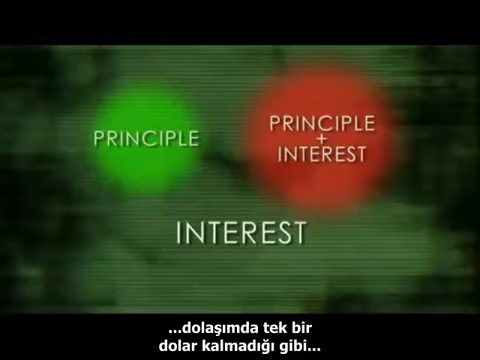 PRINCIPLE
PRINCIPLE
+
INTEREST
INTEREST
...dolaşımda tek bir
dolar kalmadığı gibi...